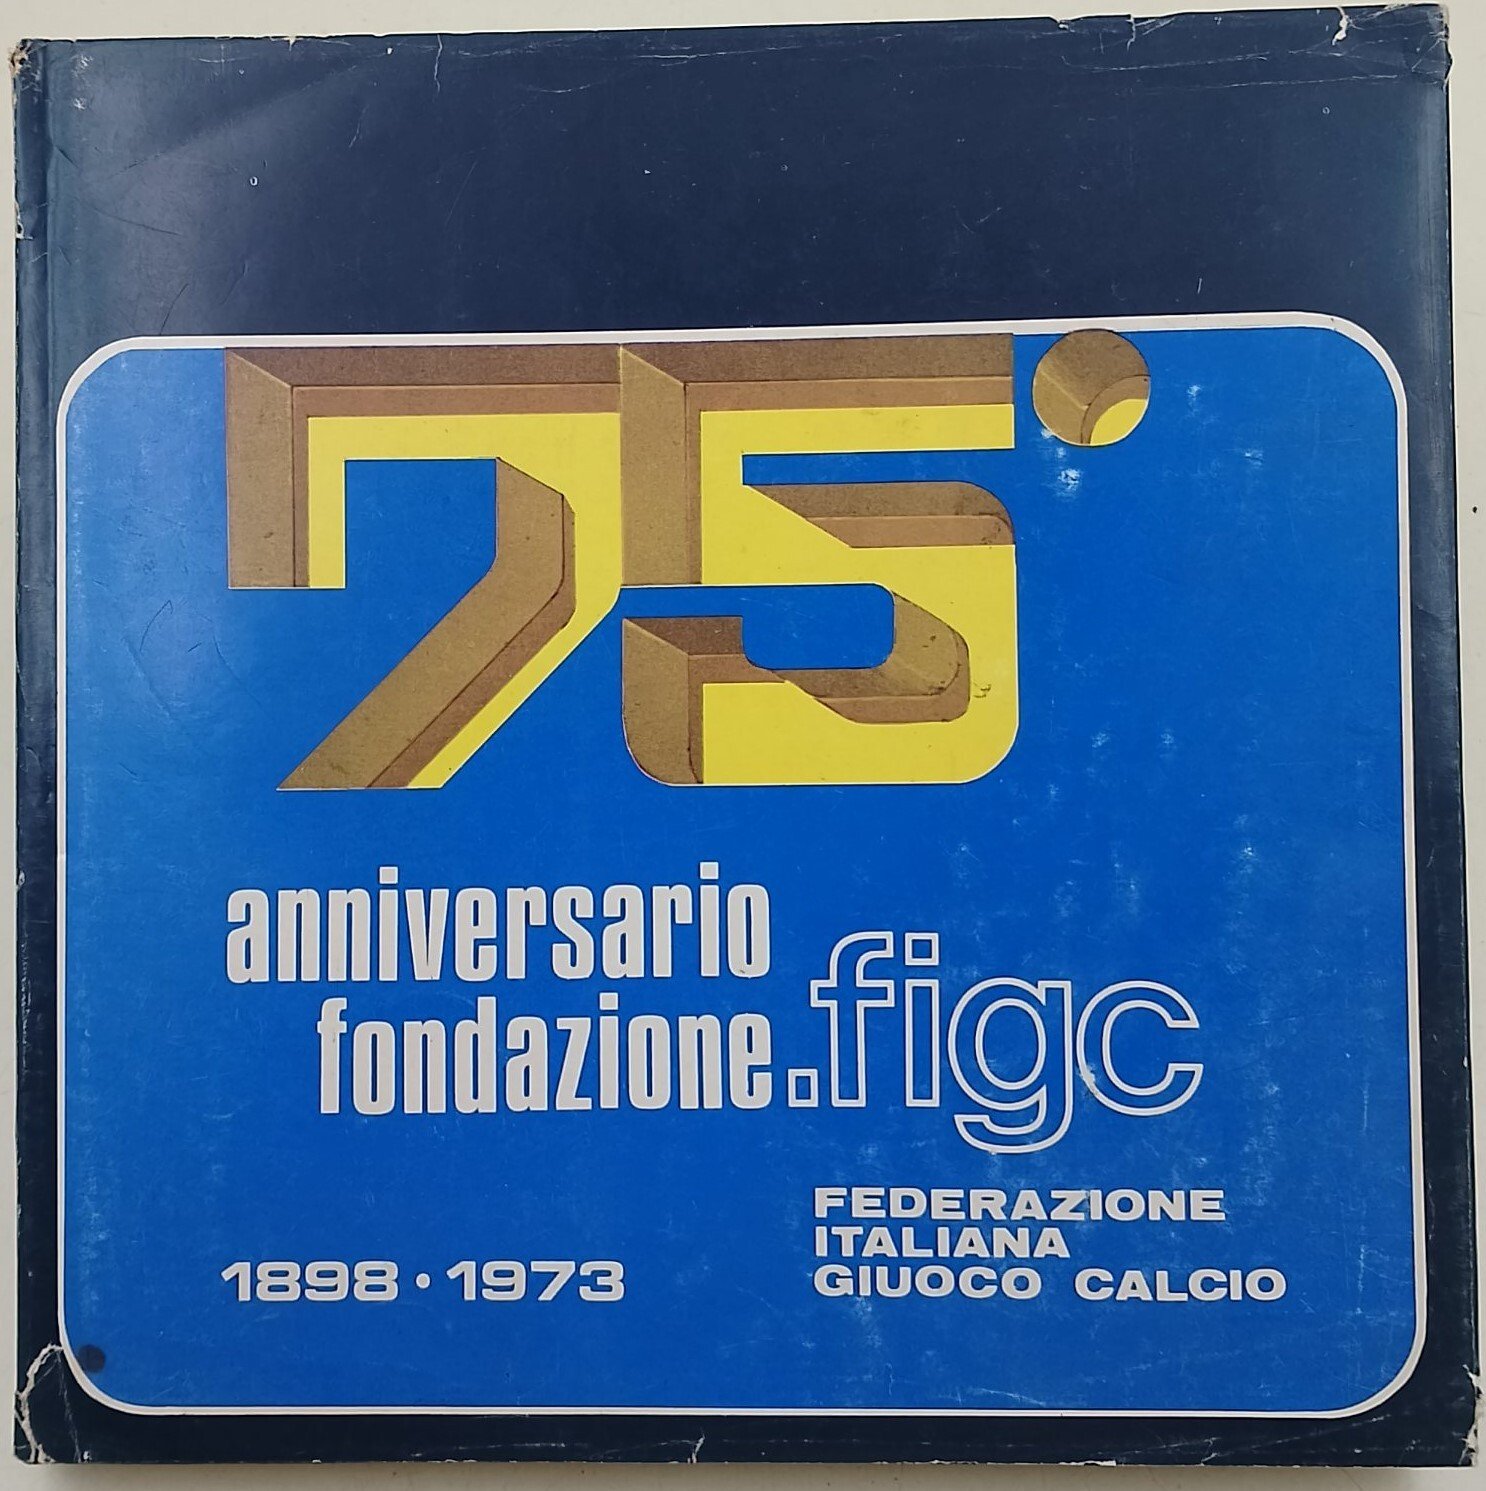 75°
anniversario
fondazione.figc
FEDERAZIONE
ITALIANA
GIUOCO CALCIO
1898·1973